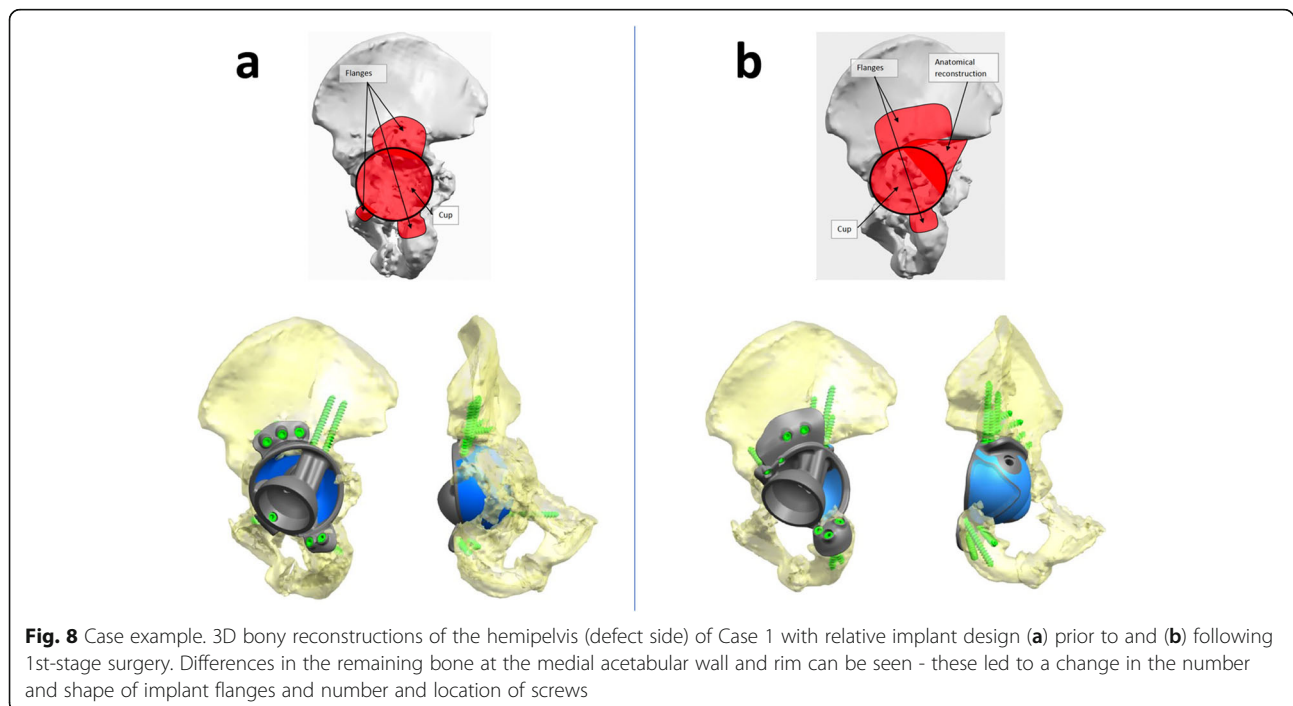 a
Flanges
Cup
b
Flanges
Anatomical
reconstruction
Cup
Fig. 8 Case example. 3D bony reconstructions of the hemipelvis (defect side) of Case 1 with relative implant design (a) prior to and (b) following
1st-stage surgery. Differences in the remaining bone at the medial acetabular wall and rim can be seen - these led to a change in the number
and shape of implant flanges and number and location of screws